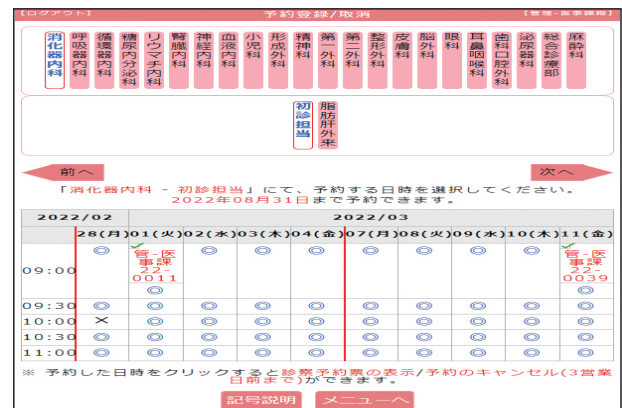 [ログアウト] 予約登録/取消 [管理-医事課報]
消化器内科 呼吸器内科 循環器内科 糖尿内分泌科 リウマチ内科 腎臓内科 神経内科 血液内科 小児科 形成外科 精神科 第一外科 第二外科 整形外科 皮膚科 脳外科 眼科 耳鼻咽喉科 歯科口腔外科 泌尿器科 総合診療部 麻酔科
初診担当 脂肪肝外来
前へ 次へ
「消化器内科 - 初診担当」にて、予約する日時を選択してください。
2022年08月31日まで予約できます。
2022/02 2022/03
28(月) 01(火) 02(水) 03(木) 04(金) 07(月) 08(火) 09(水) 10(木) 11(金)
09:00 ◎ 管-医事課22-0011 ◎ ◎ ◎ ◎ ◎ ◎ ◎ 管-医事課22-0039
◎ ◎
09:30 ◎ ◎ ◎ ◎ ◎ ◎ ◎ ◎ ◎ ◎
10:00 × ◎ ◎ ◎ ◎ ◎ ◎ ◎ ◎ ◎
10:30 ◎ ◎ ◎ ◎ ◎ ◎ ◎ ◎ ◎ ◎
11:00 ◎ ◎ ◎ ◎ ◎ ◎ ◎ ◎ ◎ ◎
※ 予約した日時をクリックすると診察予約票の表示/予約のキャンセル(3営業
日前まで)ができます。
記号説明 メニューへ